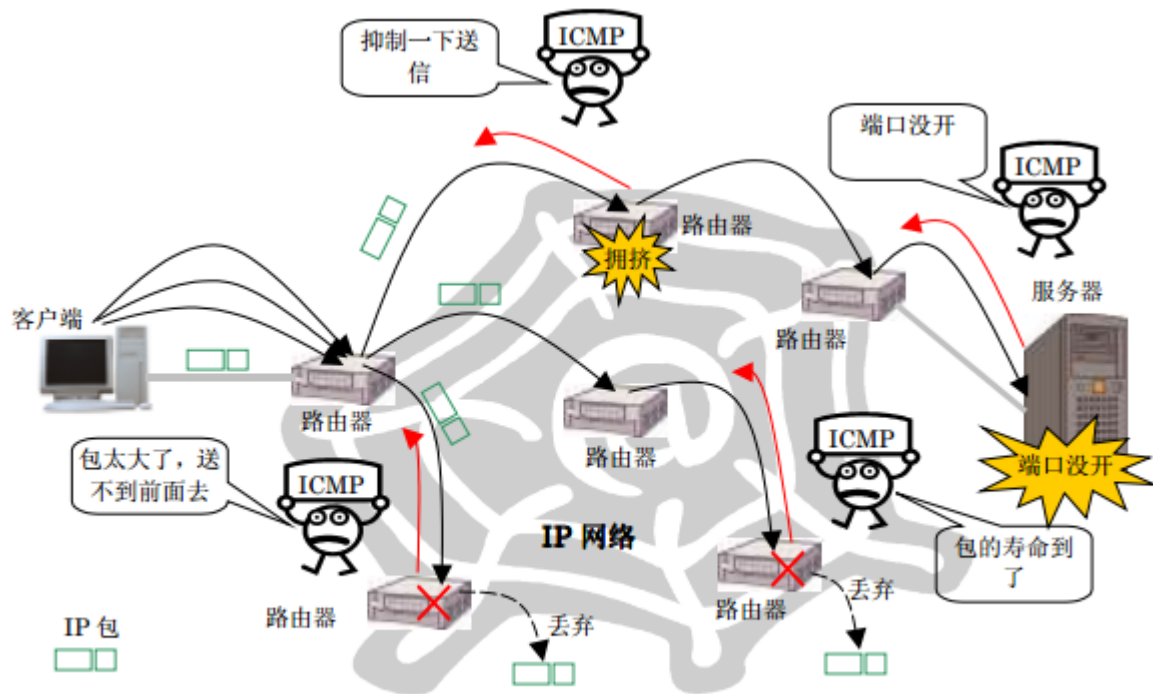 抑制一下送
信
ICMP
端口没开
ICMP
路由器
拥挤
服务器
客户端
路由器
路由器
包太大了，送
不到前面去
ICMP
路由器
ICMP
端口没开
IP 网络
包的寿命到
了
路由器
丢弃
路由器
丢弃
IP 包